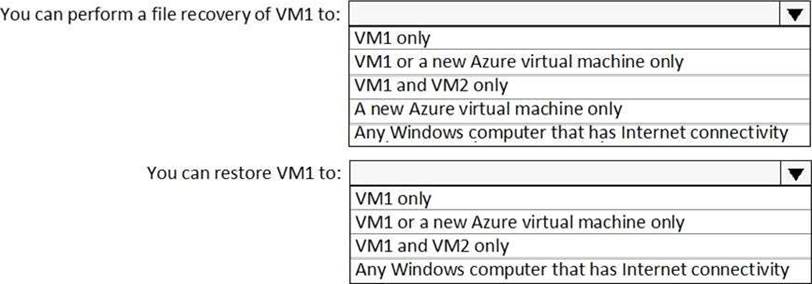 You can perform a file recovery of VM1 to:
VM1 only
VM1 or a new Azure virtual machine only
VM1 and VM2 only
A new Azure virtual machine only
Any Windows computer that has Internet connectivity
You can restore VM1 to:
VM1 only
VM1 or a new Azure virtual machine only
VM1 and VM2 only
Any Windows computer that has Internet connectivity